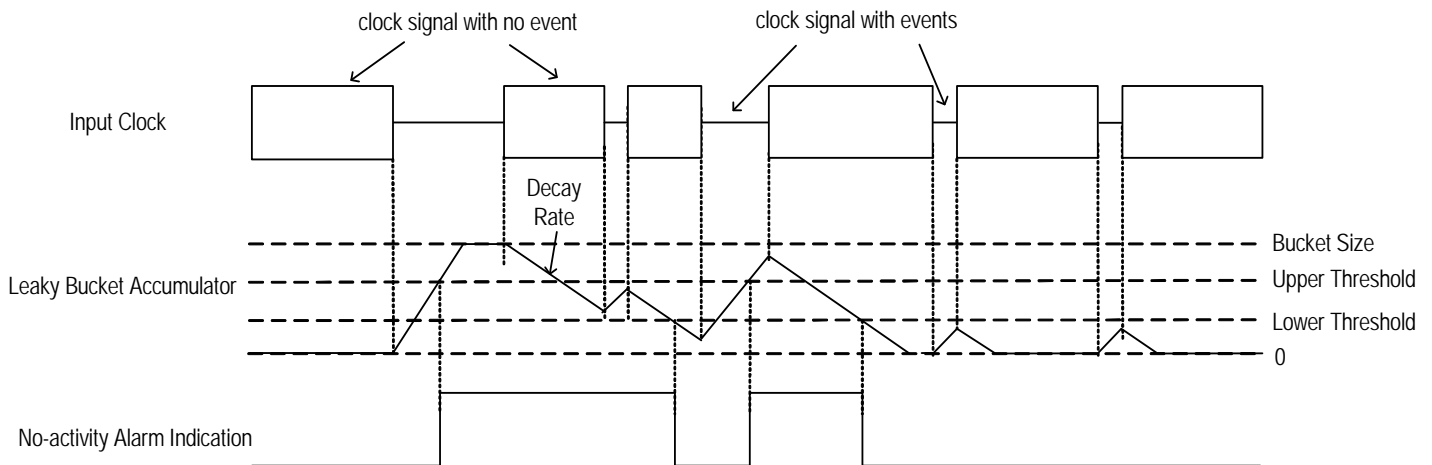 clock signal with no event
clock signal with events
Input Clock
Decay
Rate
Bucket Size
Leaky Bucket Accumulator
Upper Threshold
Lower Threshold
0
No-activity Alarm Indication